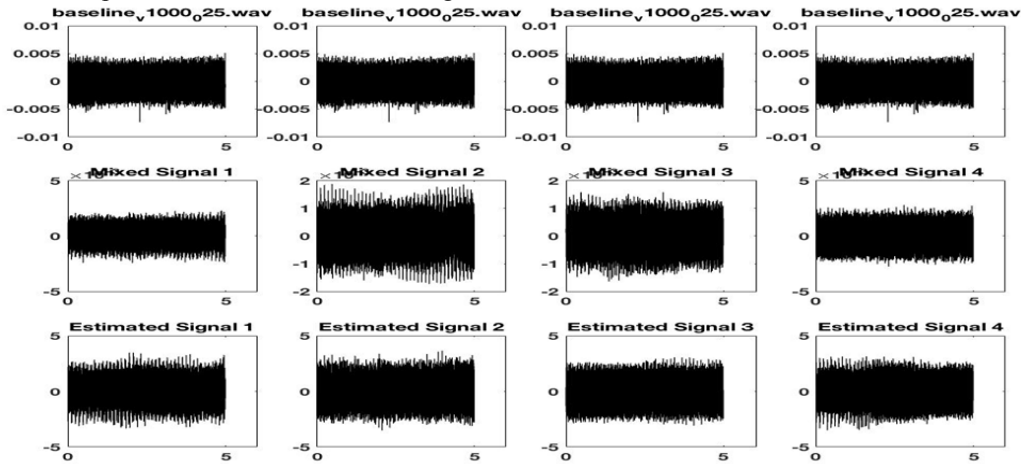 baseline_v1000_025.wav baseline_v1000_025.wav baseline_v1000_025.wav baseline_v1000_025.wav
0.01 0.01 0.01 0.01
0.005 0.005 0.005 0.005
0 0 0 0
-0.005 -0.005 -0.005 -0.005
-0.01 -0.01 -0.01 -0.01
0 5 0 5 0 5 0 5
Mixed Signal 1 Mixed Signal 2 Mixed Signal 3 Mixed Signal 4
5 2 2 5
1 1
0 0 0 0
-1 -1
-5 -2 -2 -5
0 5 0 5 0 5 0 5
Estimated Signal 1 Estimated Signal 2 Estimated Signal 3 Estimated Signal 4
5 5 5 5
0 0 0 0
-5 -5 -5 -5
0 5 0 5 0 5 0 5